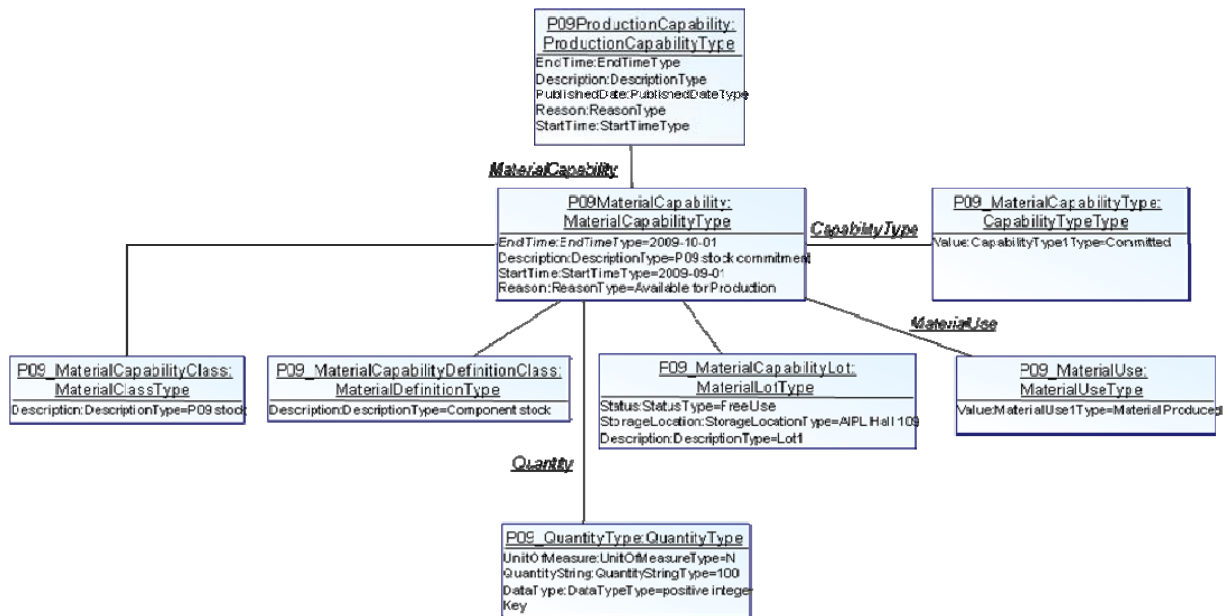 P09ProductionCapability:
ProductionCapabilityType
EndTime:EndTimeType
Description:DescriptionType
PublishedDate:PublishedDateType
Reason:ReasonType
StartTime:StartTimeType
MaterialCapability
P09MaterialCapability:
MaterialCapabilityType
EndTime:EndTimeType=2009-10-01
Description:DescriptionType=P09 stock commitment
StartTime:StartTimeType=2009-09-01
Reason:ReasonType=Available for Production
CapabilityType
P09_MaterialCapabilityType:
CapabilityTypeType
Value:CapabilityType1Type=Committed
MaterialUse
P09_MaterialCapabilityClass:
MaterialClassType
Description:DescriptionType=P09 stock
P09_MaterialCapabilityDefinitionClass:
MaterialDefinitionType
Description:DescriptionType=Component stock
P09_MaterialCapabilityLot:
MaterialLotType
Status:StatusType=FreeUse
StorageLocation:StorageLocationType=AIPL Hall 109
Description:DescriptionType=Lot1
P09_MaterialUse:
MaterialUseType
Value:MaterialUse1Type=Material Produced
Quantity
P09_QuantityType:QuantityType
UnitOfMeasure:UnitOfMeasureType=N
QuantityString:QuantityStringType=100
DataType:DataTypeType=positive integer
Key